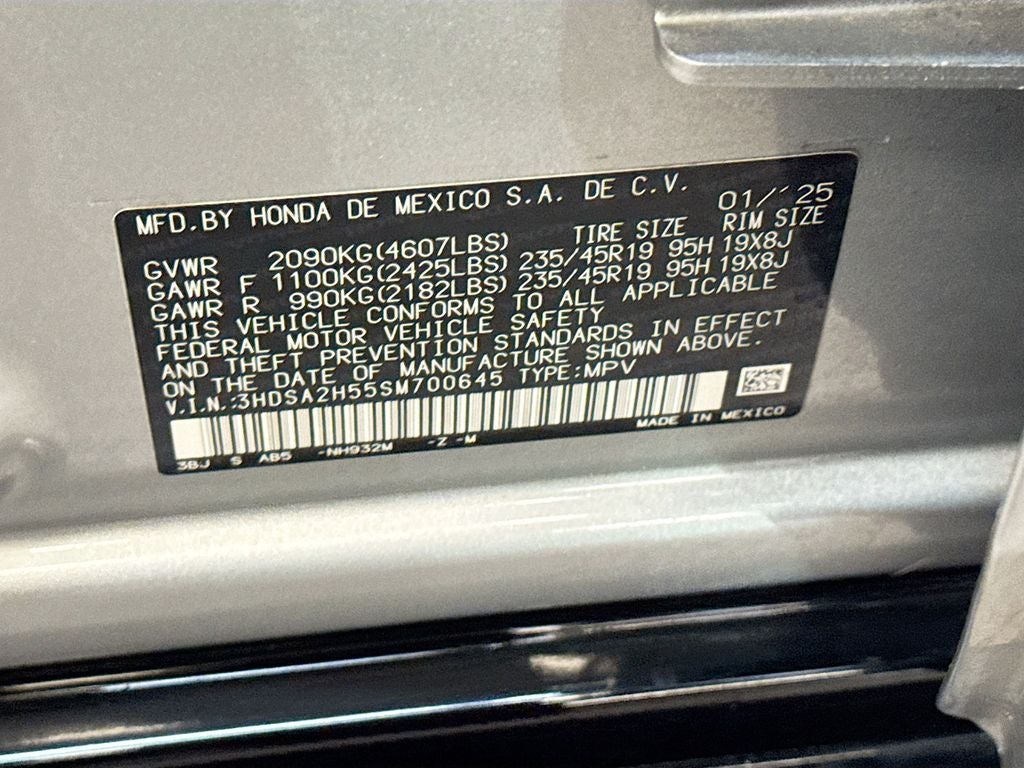 MFD.BY HONDA DE MEXICO S.A. DE C.V. 01/'25
TIRE SIZE RIM SIZE
GVWR 2090KG(4607LBS)
GAWR F 1100KG(2425LBS) 235/45R19 95H 19X8J
GAWR R 990KG(2182LBS) 235/45R19 95H 19X8J
THIS VEHICLE CONFORMS TO ALL APPLICABLE
FEDERAL MOTOR VEHICLE SAFETY
AND THEFT PREVENTION STANDARDS IN EFFECT
ON THE DATE OF MANUFACTURE SHOWN ABOVE.
V.I.N.:3HDSA2H55SM700645 TYPE:MPV
MADE IN MEXICO
3BJ S AB5 -NH932M -Z -M